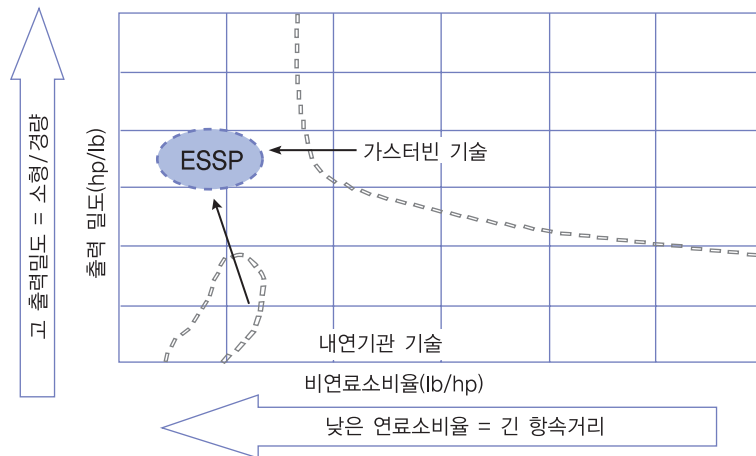 고 출력밀도 = 소형/경량
출력 밀도(hp/lb)
ESSP
가스터빈 기술
내연기관 기술
비연료소비율(lb/hp)
낮은 연료소비율 = 긴 항속거리